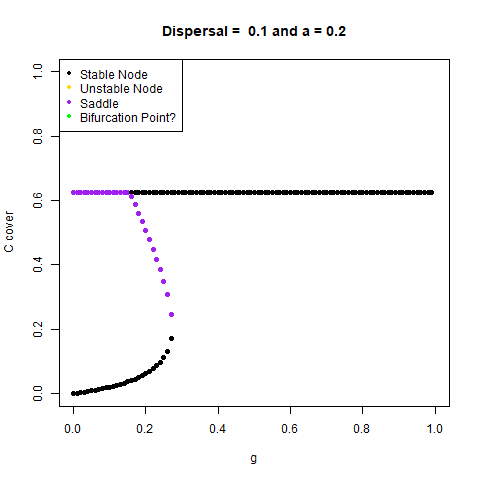 Dispersal =  0.1 and a = 0.2
Stable Node
Unstable Node
Saddle
Bifurcation Point?
C cover
1.0
0.8
0.6
0.4
0.2
0.0
0.0 0.2 0.4 0.6 0.8 1.0
g